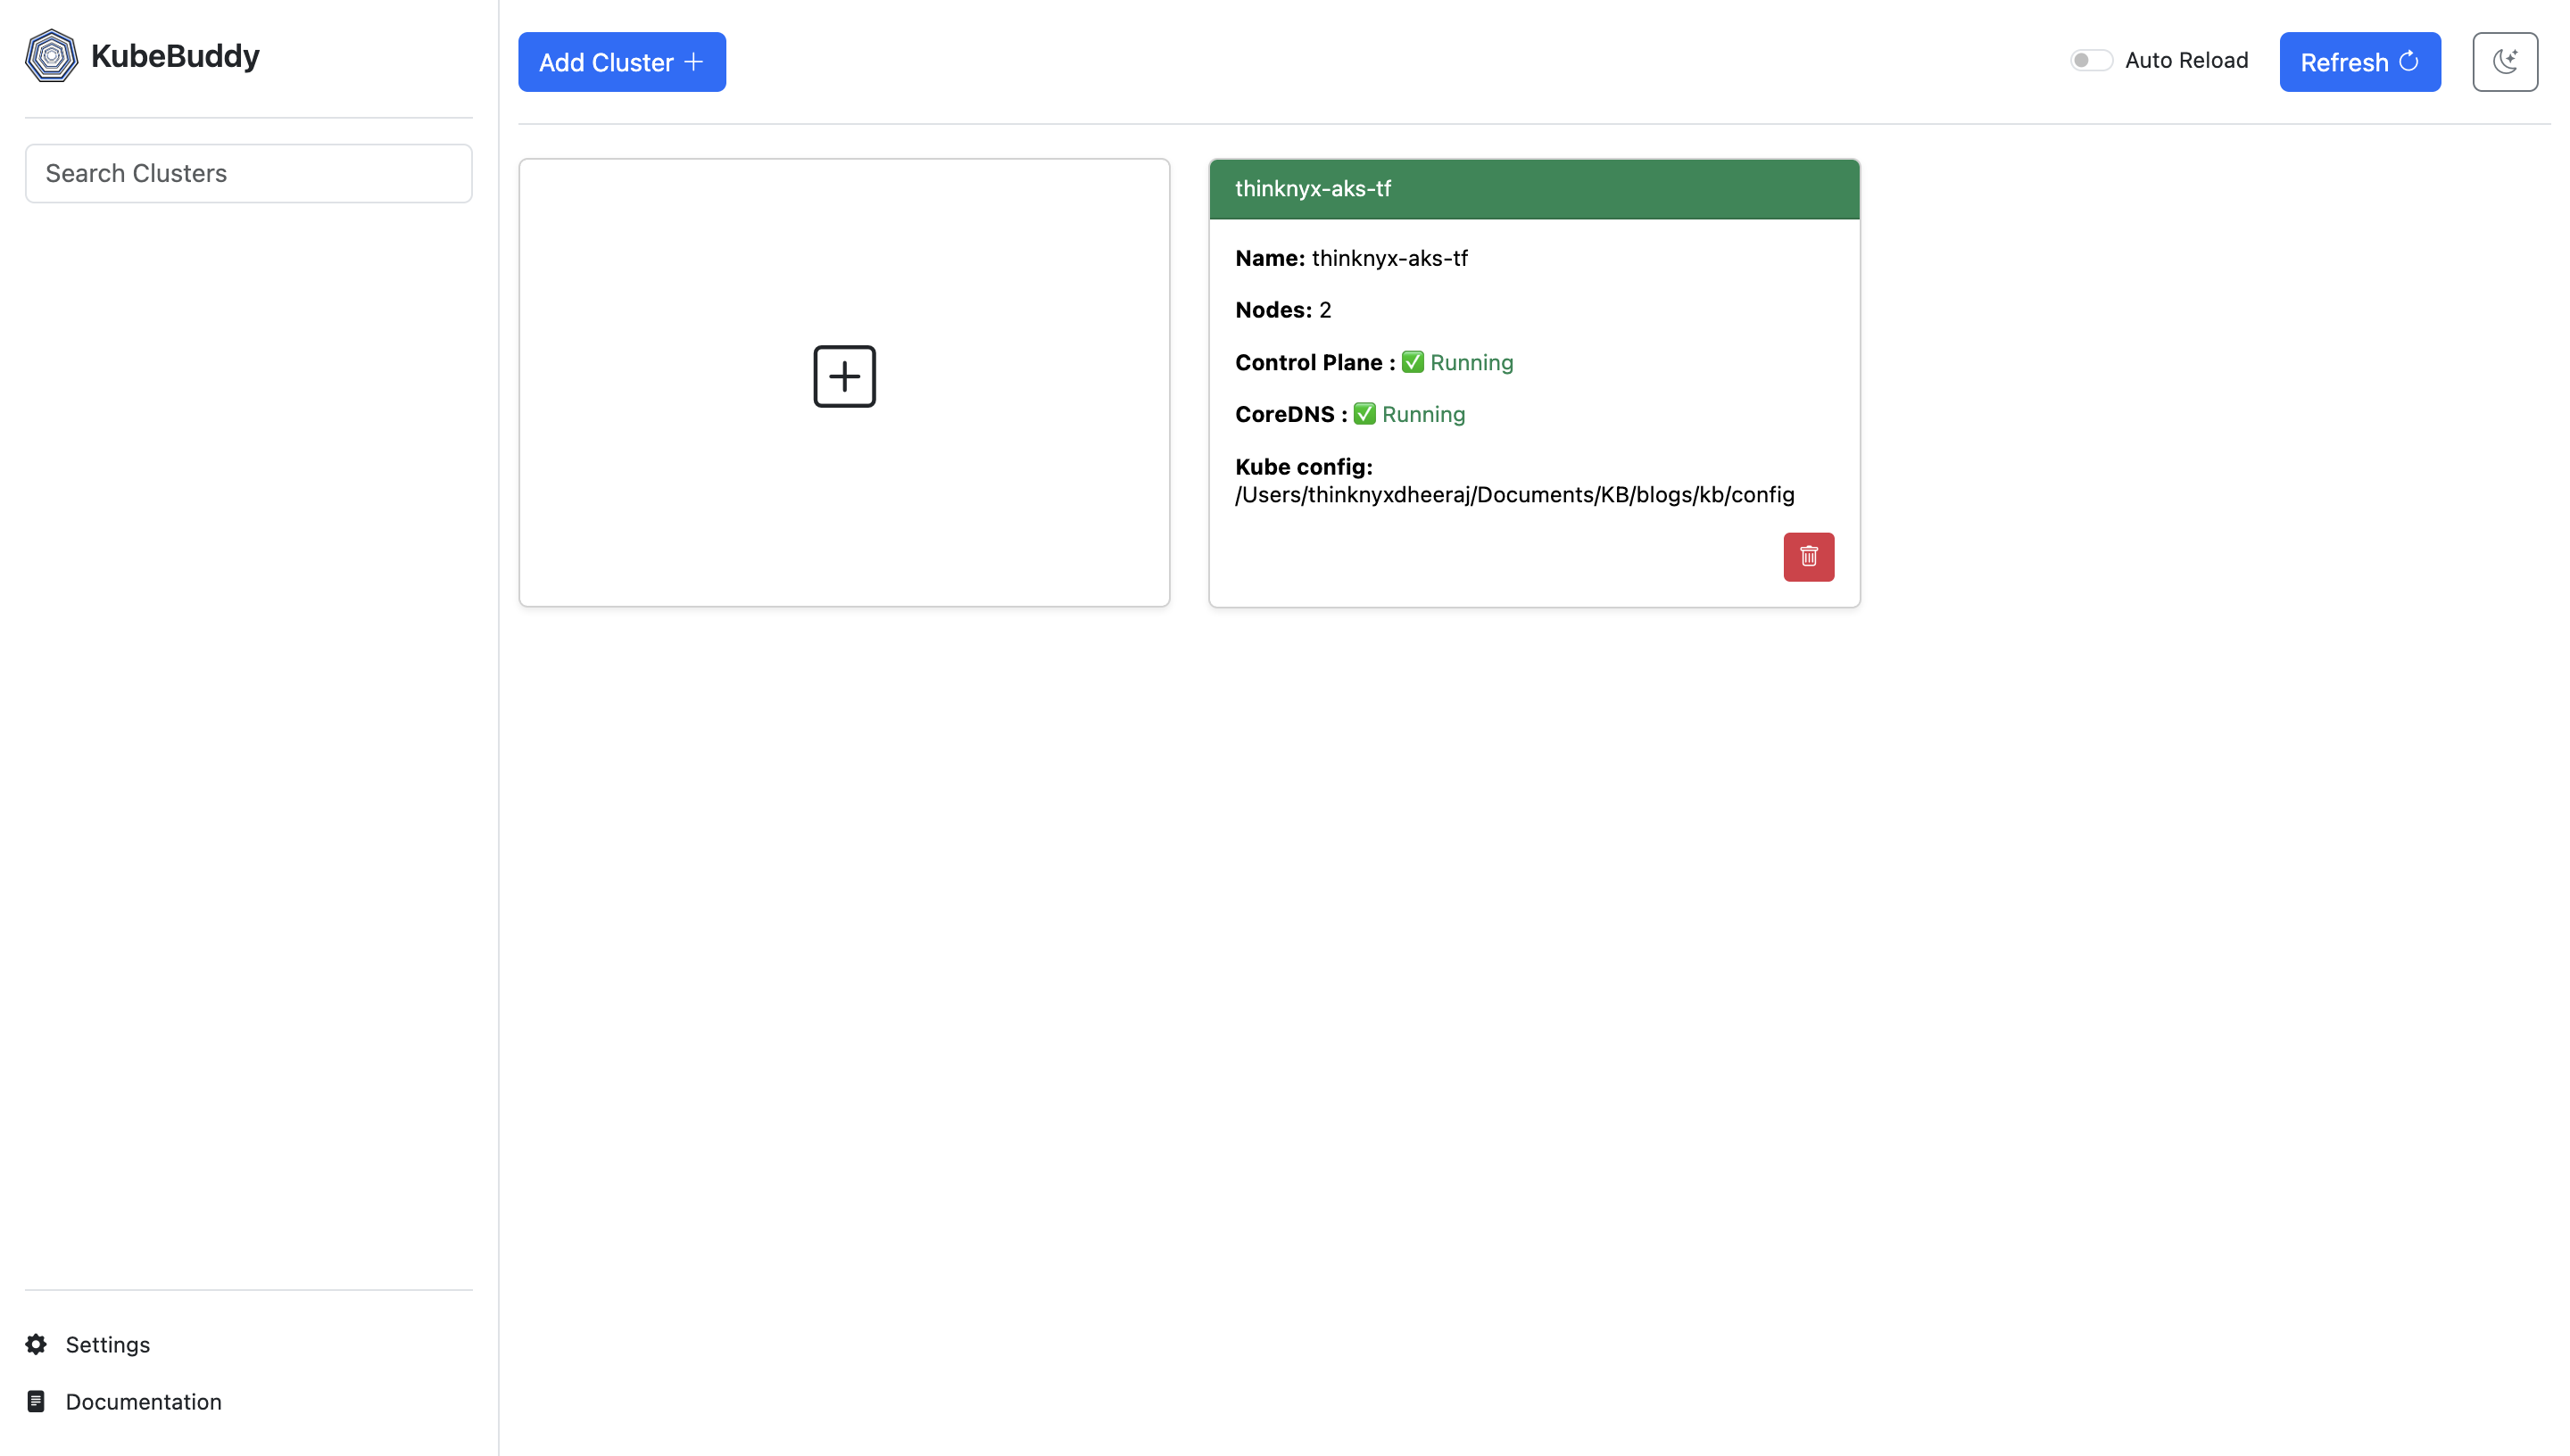 KubeBuddy
Search Clusters
Settings
Documentation
Add Cluster
Auto Reload
Refresh
thinknyx-aks-tf
Name: thinknyx-aks-tf
Nodes: 2
Control Plane : ✅ Running
CoreDNS : ✅ Running
Kube config:
/Users/thinknyxdheeraj/Documents/KB/blogs/kb/config